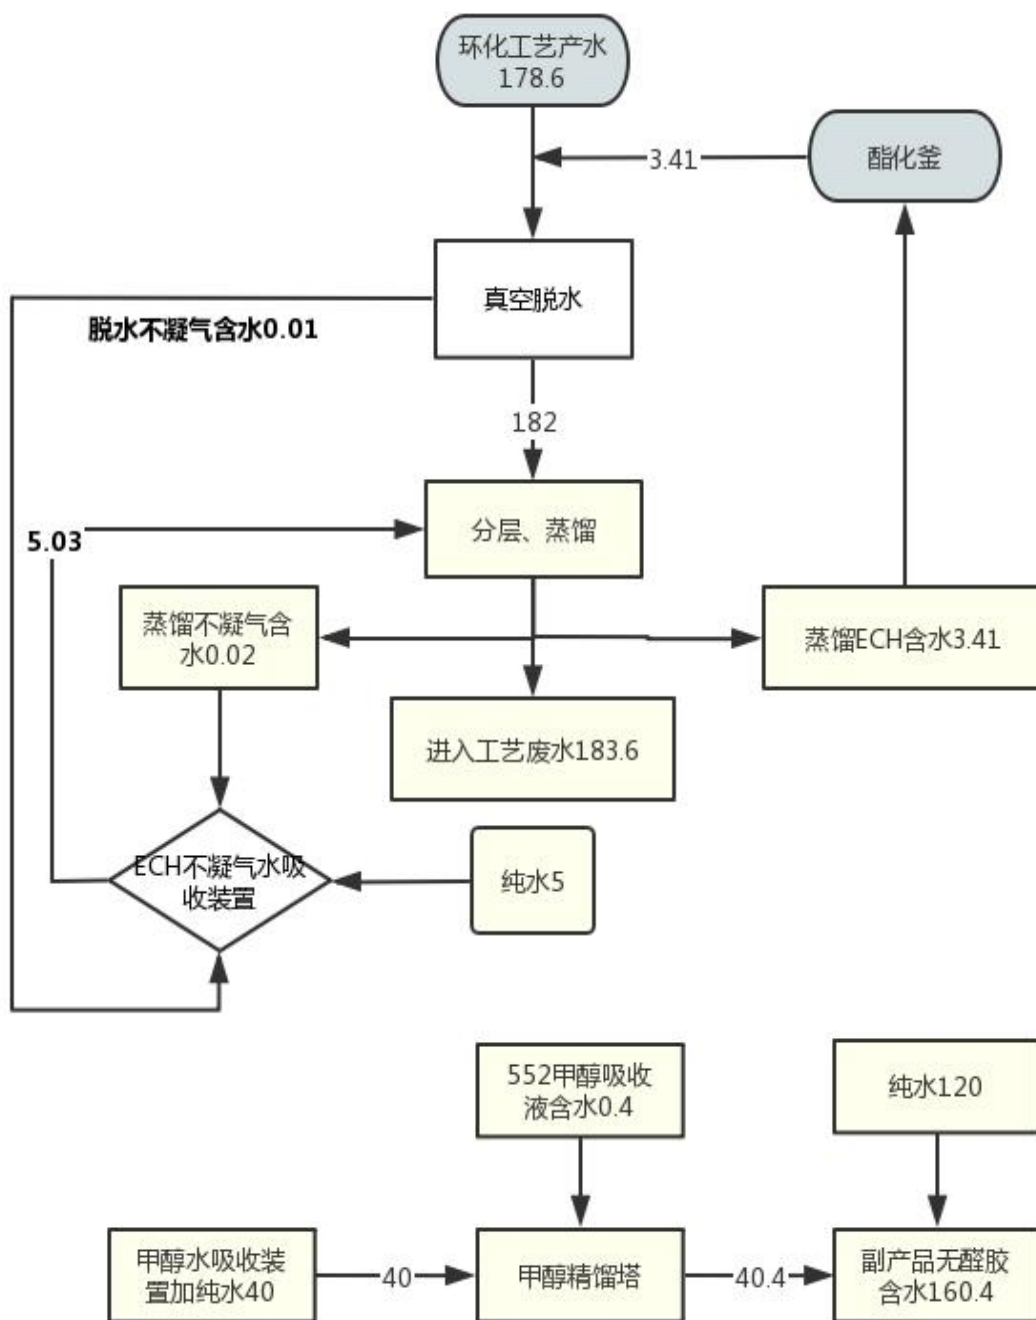 环化工艺产水
178.6
3.41
酯化釜
真空脱水
脱水不凝气含水0.01
182
分层、蒸馏
5.03
蒸馏不凝气含
水0.02
蒸馏ECH含水3.41
进入工艺废水183.6
ECH不凝气水吸
收装置
纯水5
552甲醇吸收
液含水0.4
纯水120
甲醇水吸收装
置加纯水40
40
甲醇精馏塔
40.4
副产品无醛胶
含水160.4